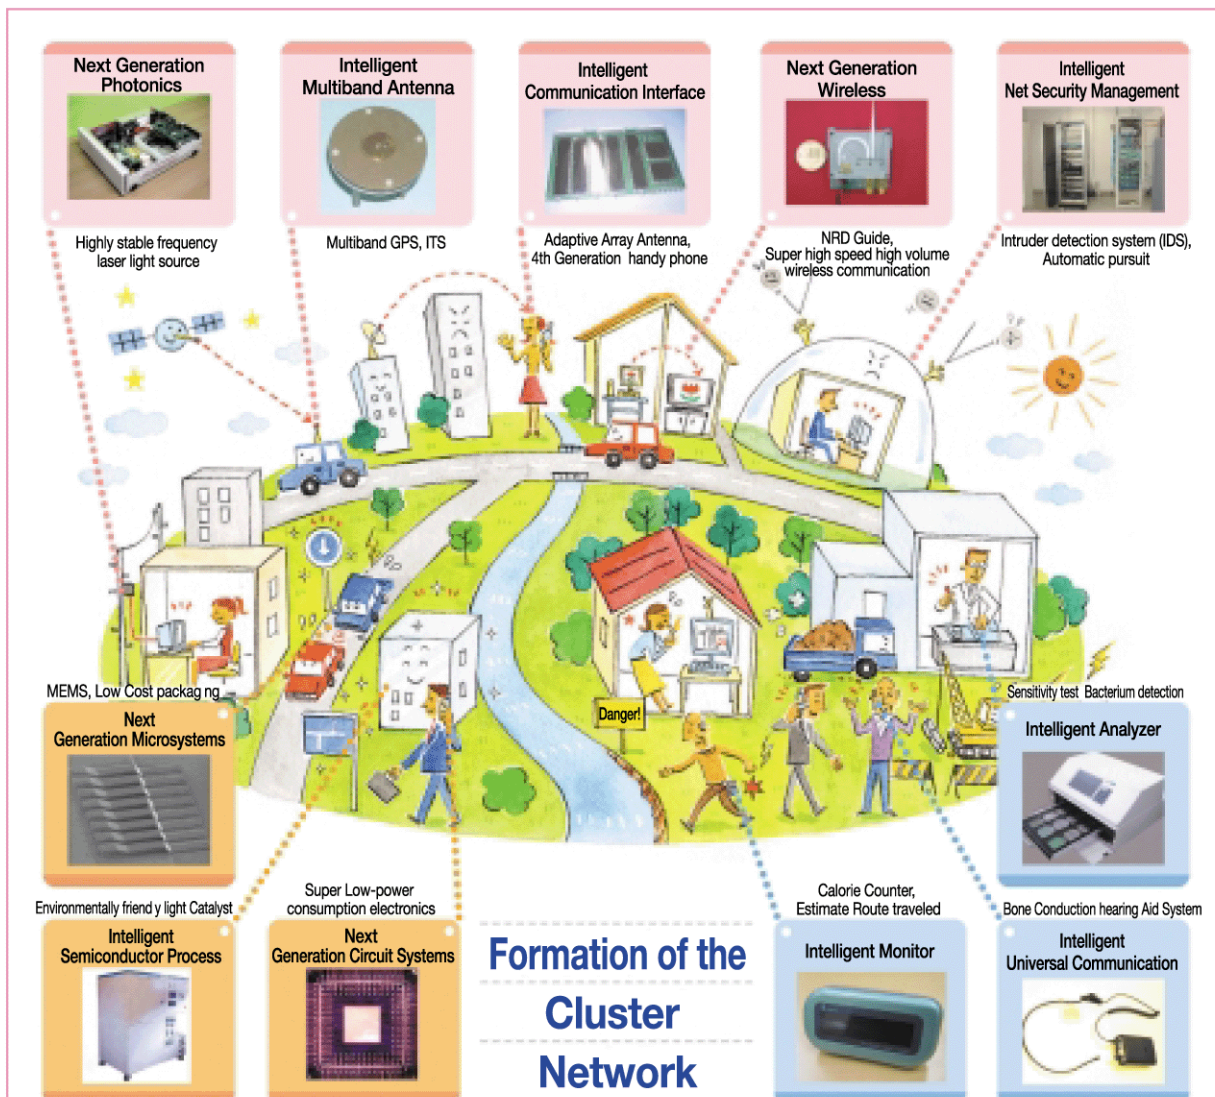 Next Generation
Photonics
Intelligent
Multiband Antenna
Intelligent
Communication Interface
Next Generation
Wireless
Intelligent
Net Security Management
Highly stable frequency
laser light source
Multiband GPS, ITS
Adaptive Array Antenna,
4th Generation handy phone
NRD Guide,
Super high speed high volume
wireless communication
Intruder detection system (IDS),
Automatic pursuit
Danger!
MEMS, Low Cost packag ng
Next
Generation Microsystems
Sensitivity test Bacterium detection
Intelligent Analyzer
Environmentally friend y light Catalyst
Intelligent
Semiconductor Process
Super Low-power
consumption electronics
Next
Generation Circuit Systems
Formation of the
Cluster
Network
Calorie Counter,
Estimate Route traveled
Intelligent Monitor
Bone Conduction hearing Aid System
Intelligent
Universal Communication